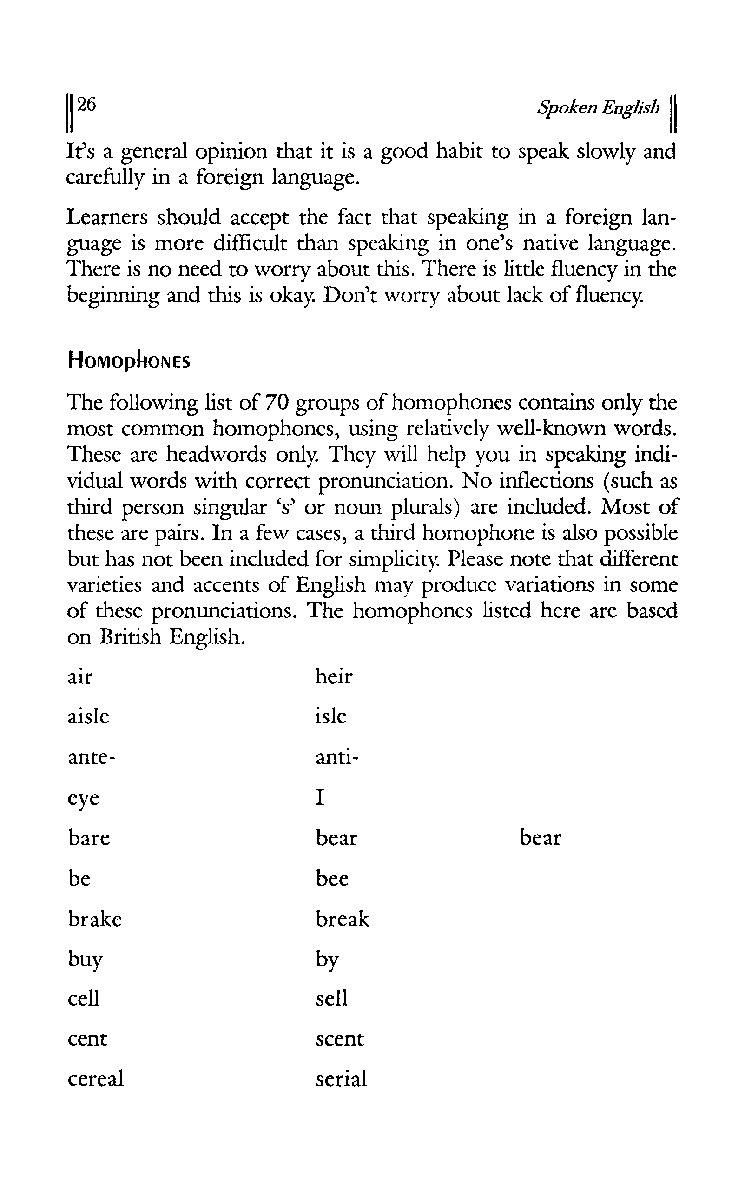 26 Spoken English
It's a general opinion that it is a good habit to speak slowly and
carefully in a foreign language.
Learners should accept the fact that speaking in a foreign lan-
guage is more difficult than speaking in one's native language.
There is no need to worry about this. There is little fluency in the
beginning and this is okay. Don't worry about lack of fluency.
Homophones
The following list of 70 groups of homophones contains only the
most common homophones, using relatively well-known words.
These are headwords only. They will help you in speaking indi-
vidual words with correct pronunciation. No inflections (such as
third person singular 's' or noun plurals) are included. Most of
these are pairs. In a few cases, a third homophone is also possible
but has not been included for simplicity. Please note that different
varieties and accents of English may produce variations in some
of these pronunciations. The homophones listed here are based
on British English.
air heir
aisle isle
ante- anti-
eye I
bare bear bear
be bee
brake break
buy by
cell sell
cent scent
cereal serial